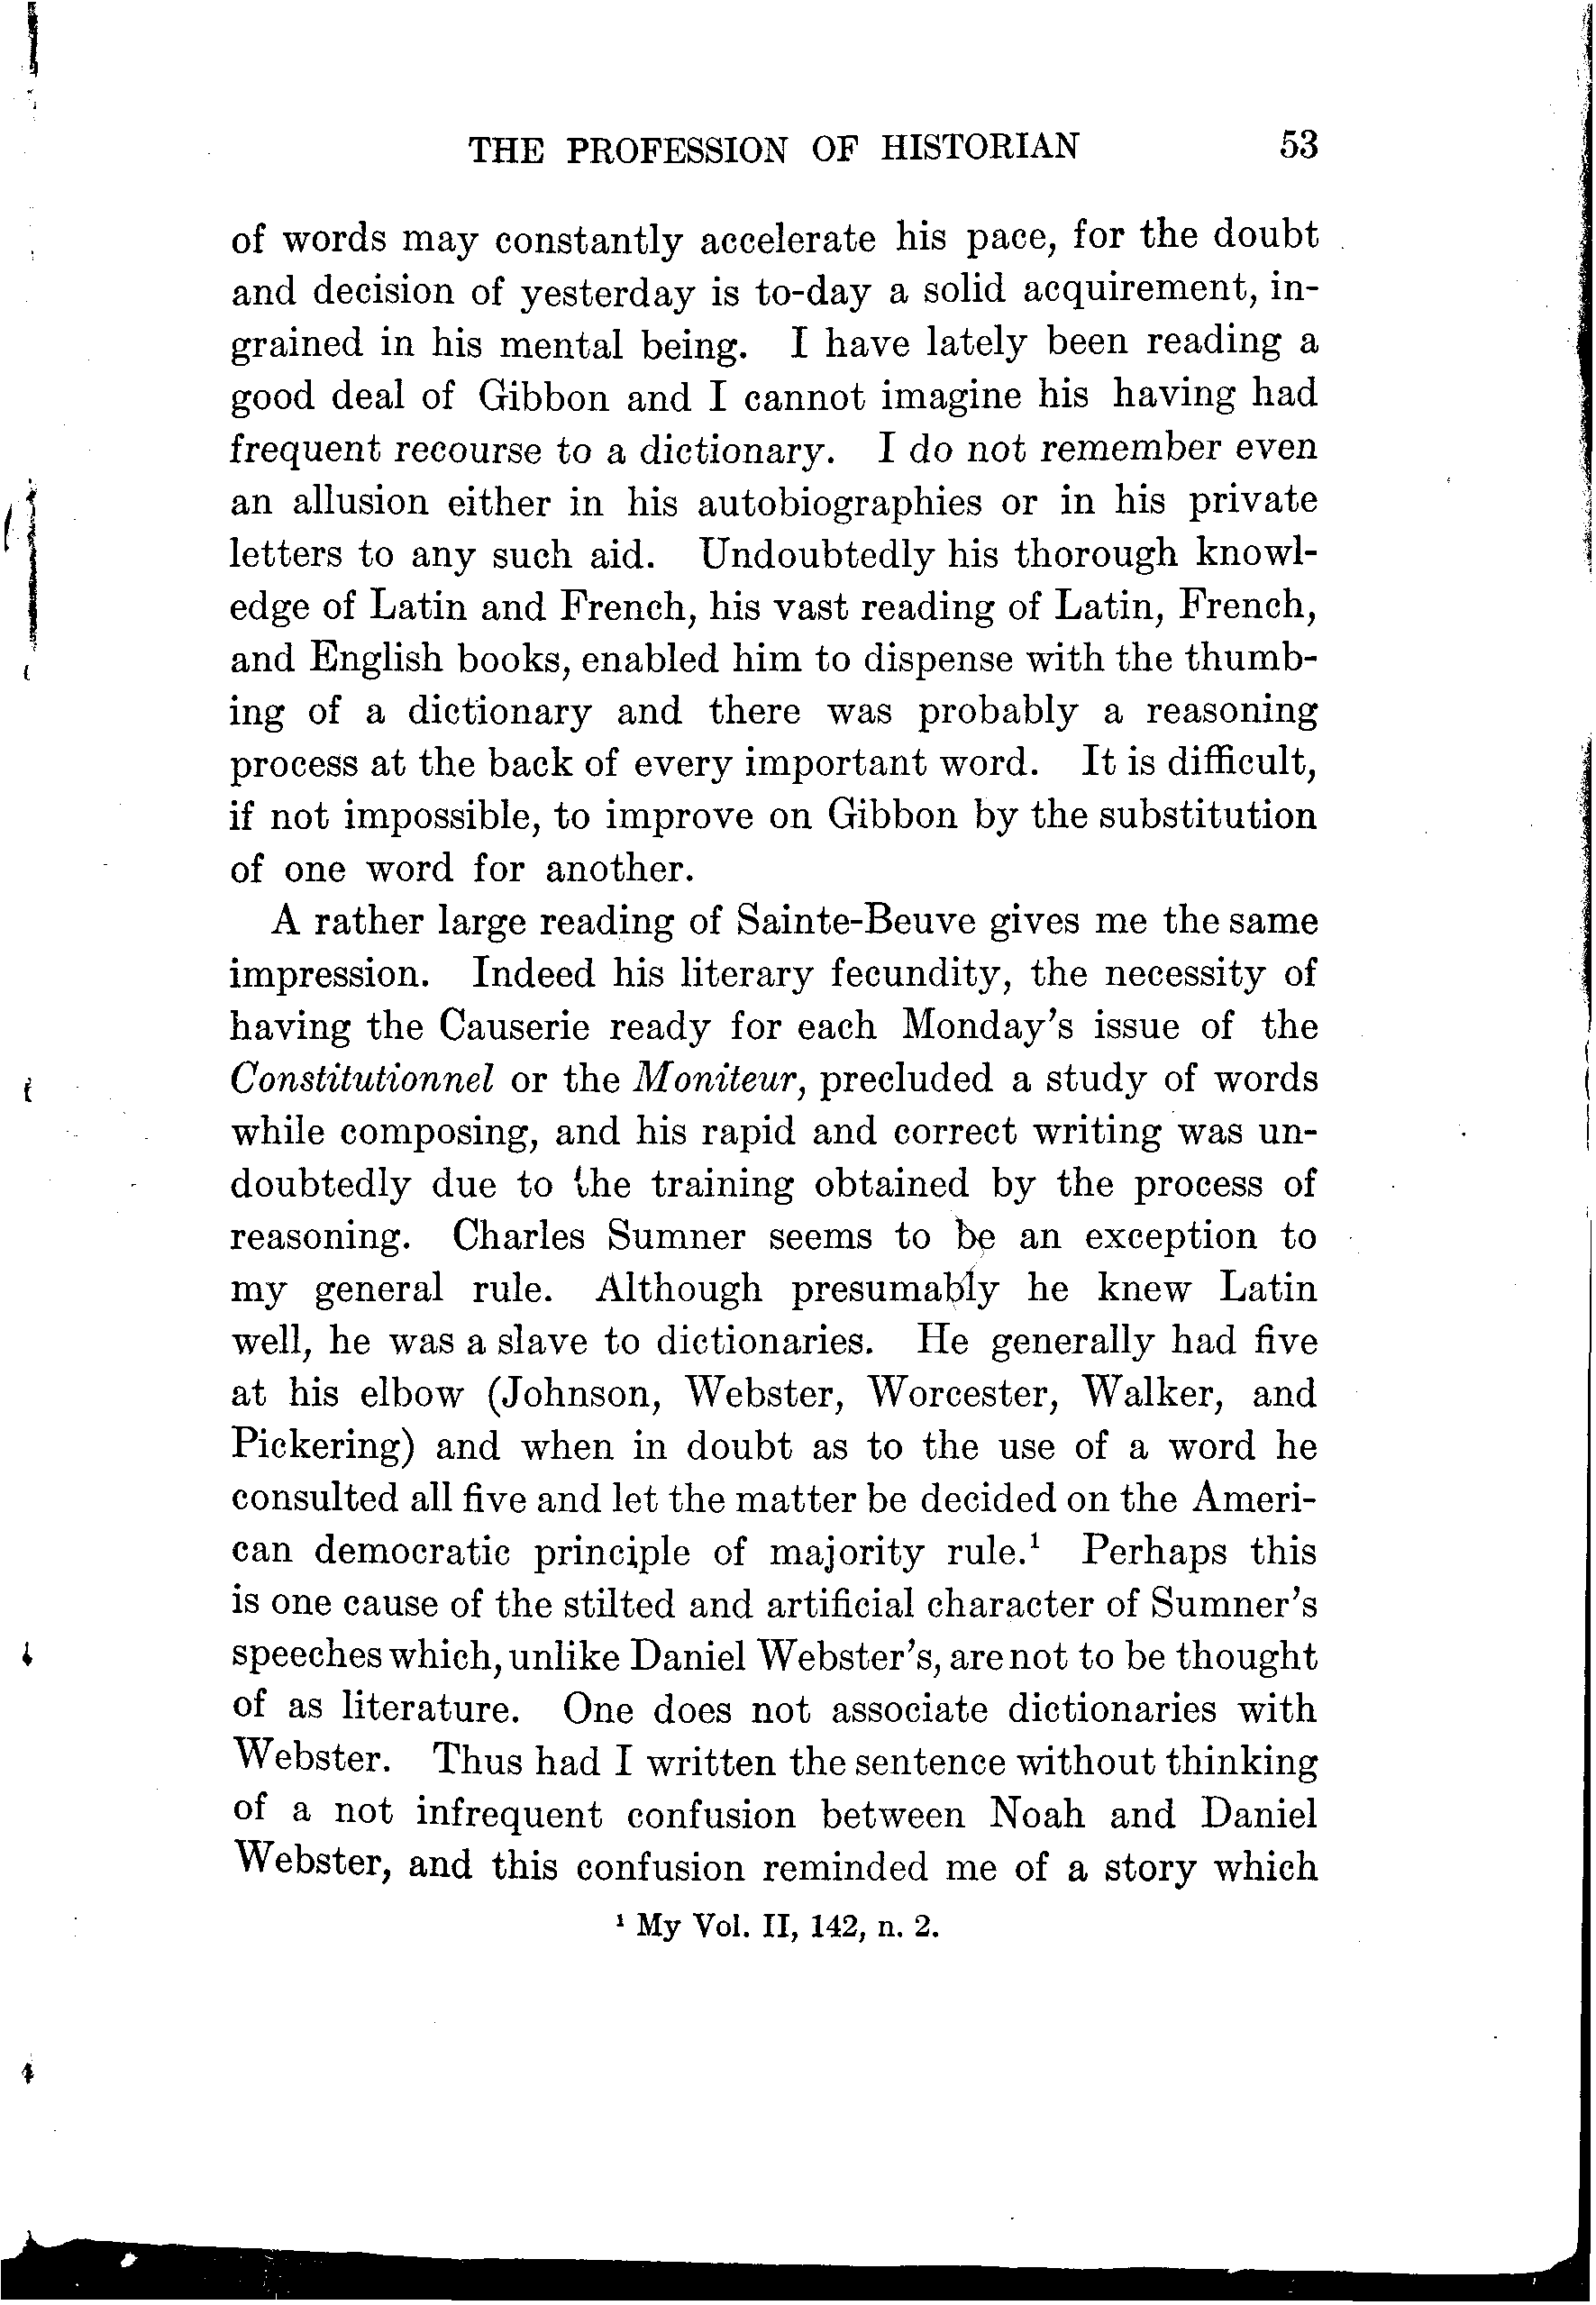 THE PROFESSION OF HISTORIAN 53
of words may constantly accelerate his pace, for the doubt
and decision of yesterday is to-day a solid acquirement, in-
grained in his mental being. I have lately been reading a
good deal of Gibbon and I cannot imagine his having had
frequent recourse to a dictionary. I do not remember even
an allusion either in his autobiographies or in his private
letters to any such aid. Undoubtedly his thorough knowl-
edge of Latin and French, his vast reading of Latin, French,
and English books, enabled him to dispense with the thumb-
ing of a dictionary and there was probably a reasoning
process at the back of every important word. It is difficult,
if not impossible, to improve on Gibbon by the substitution
of one word for another.
A rather large reading of Sainte-Beuve gives me the same
impression. Indeed his literary fecundity, the necessity of
having the Causerie ready for each Monday's issue of the
Constitutionnel or the Moniteur, precluded a study of words
while composing, and his rapid and correct writing was un-
doubtedly due to the training obtained by the process of
reasoning. Charles Sumner seems to be an exception to
my general rule. Although presumably he knew Latin
well, he was a slave to dictionaries. He generally had five
at his elbow (Johnson, Webster, Worcester, Walker, and
Pickering) and when in doubt as to the use of a word he
consulted all five and let the matter be decided on the Ameri-
can democratic principle of majority rule.¹ Perhaps this
is one cause of the stilted and artificial character of Sumner's
speeches which, unlike Daniel Webster's, are not to be thought
of as literature. One does not associate dictionaries with
Webster. Thus had I written the sentence without thinking
of a not infrequent confusion between Noah and Daniel
Webster, and this confusion reminded me of a story which
¹ My Vol. II, 142, n. 2.